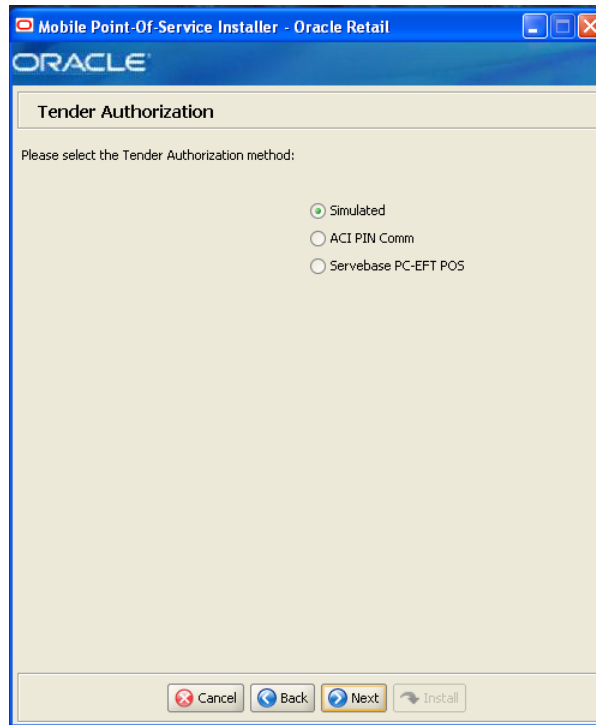 Mobile Point-Of-Service Installer - Oracle Retail
ORACLE
Tender Authorization
Please select the Tender Authorization method:
Simulated
ACI PIN Comm
Servebase PC-EFT POS
Cancel Back Next Install